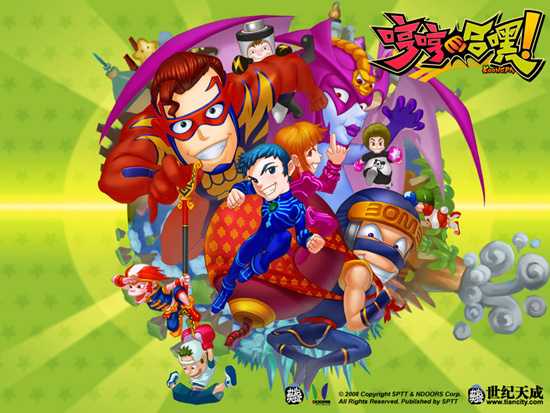 哼哼哈嘿!
BOMB
© 2008 Copyright SPTT & NDOORS Corp.
All Rights Reserved. Published by SPTT
世纪天成
www.tiancity.com